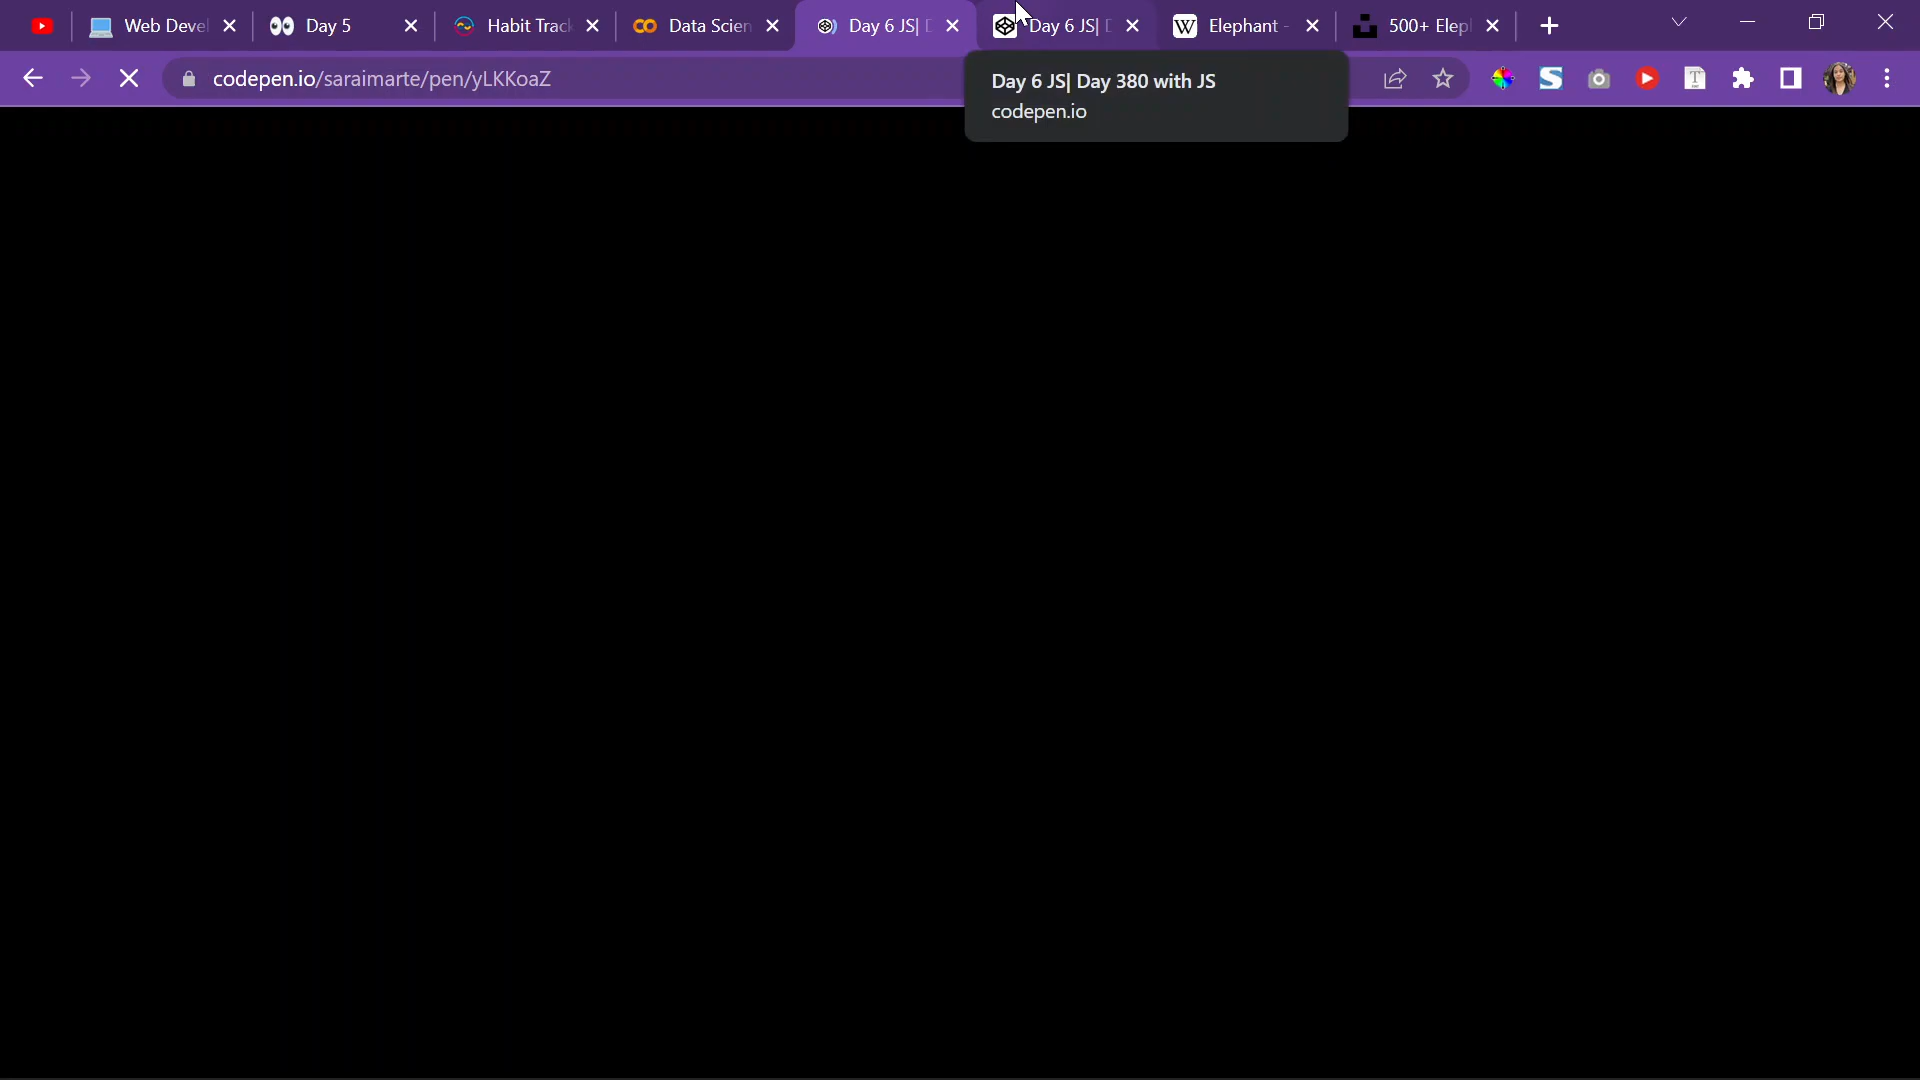 Web Devel
Day 5
Habit Track
Data Scien
Day 6 JS| D
Day 6 JS| D
Elephant -
500+ Elep
codepen.io/saraimarte/pen/yLKKoaZ
Day 6 JS| Day 380 with JS
codepen.io